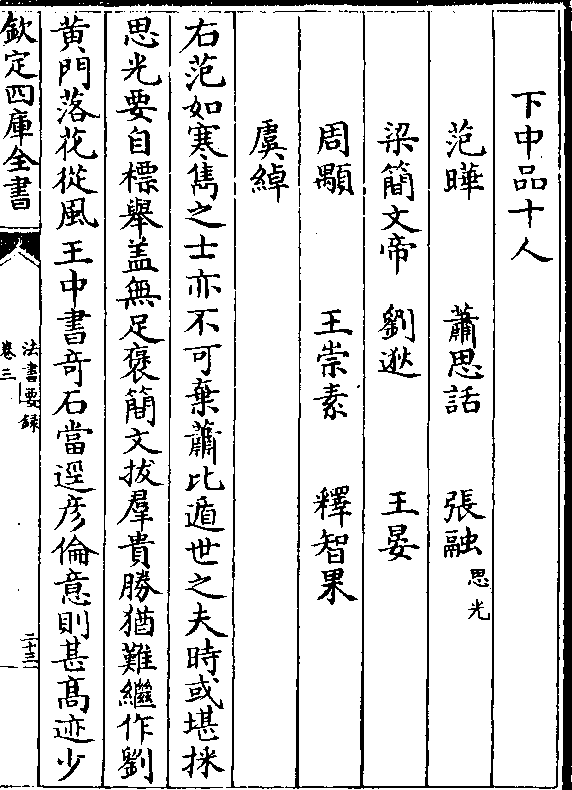 下中品十人
范曄 蕭思話 張融思光
梁簡文帝 劉逖 王晏
周顒 王崇素 釋智果
虞綽
右范如寒雋之士亦不可棄蕭比遁世之夫時或堪採
思光要自標舉盖無足褒簡文拔羣貴勝猶難繼作劉
黄門落花從風王中書奇石當逕彦倫意則甚髙迹少
欽定四庫全書
法書要録
卷三
二十三